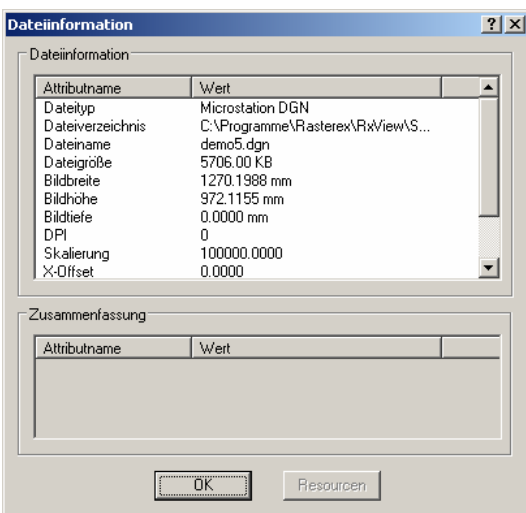 Dateiinformation
Dateiinformation
Attributname Wert
Dateityp Microstation DGN
Dateiverzeichnis C:\Programme\Rasterex\RxView\S...
Dateiname demo5.dgn
Dateigröße 5706.00 KB
Bildbreite 1270.1988 mm
Bildhöhe 972.1155 mm
Bildtiefe 0.0000 mm
DPI 0
Skalierung 100000.0000
X-Offset 0.0000
Zusammenfassung
Attributname Wert
OK Resourcen